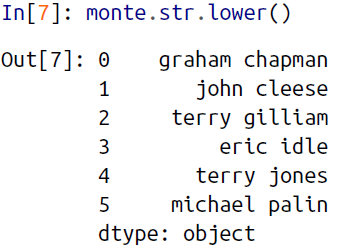 In[7]: monte.str.lower()
Out[7]: 0 graham chapman
1 john cleese
2 terry gilliam
3 eric idle
4 terry jones
5 michael palin
dtype: object